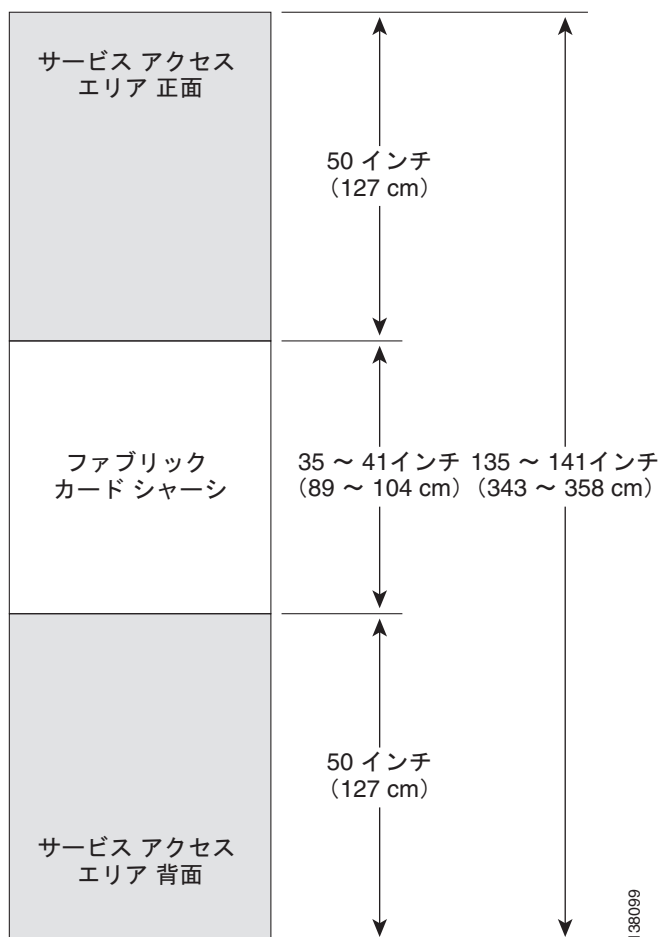 サービス アクセス
エリア 正面
50 インチ
（127 cm）
ファブリック
カード シャーシ
35 ～ 41インチ
（89 ～ 104 cm）
135 ～ 141インチ
（343 ～ 358 cm）
50 インチ
（127 cm）
サービス アクセス
エリア 背面
138099